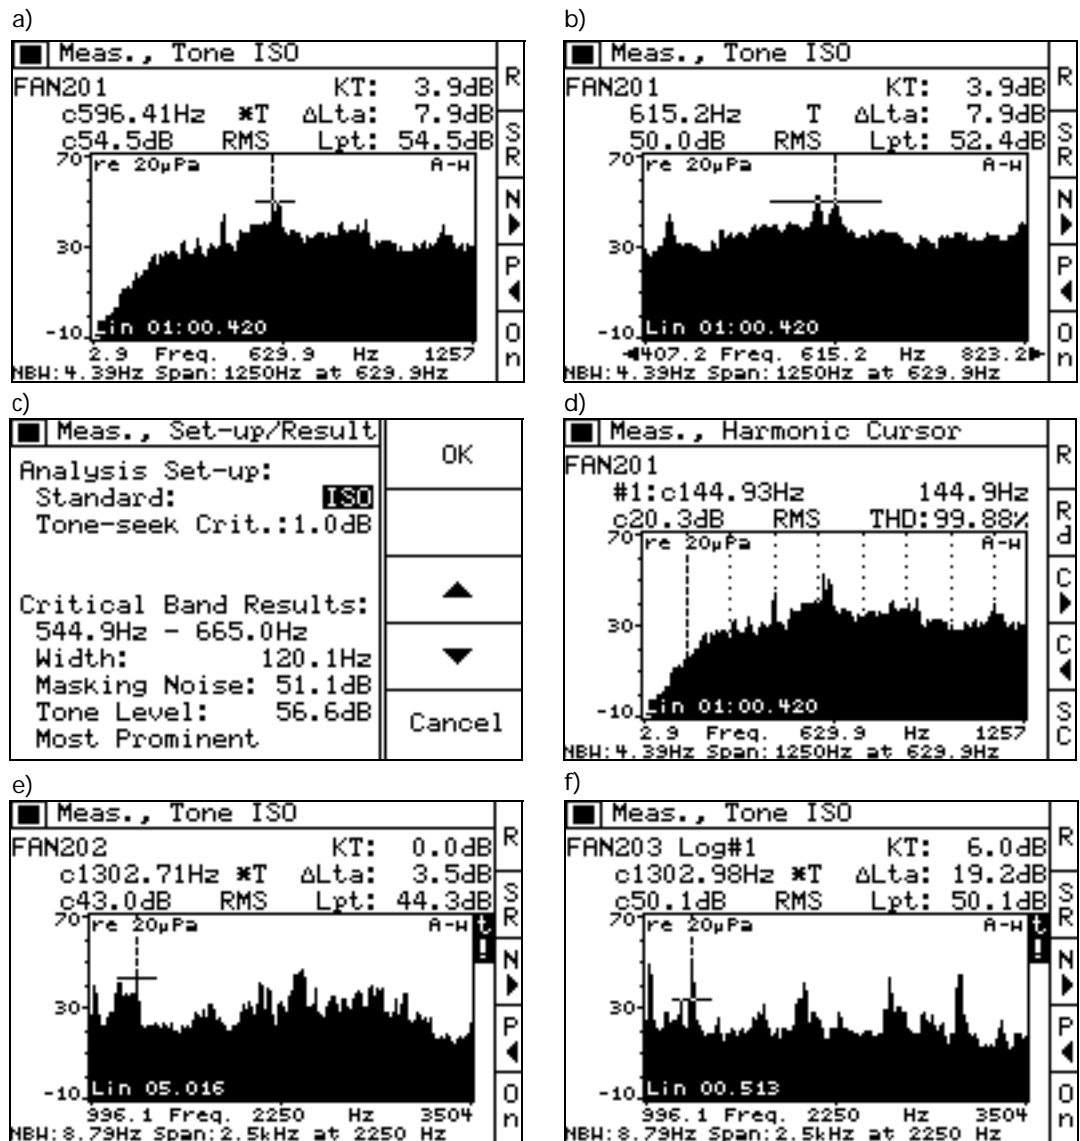 a)
Meas., Tone ISO
FAN201 KT: 3.9dB
c596.41Hz *T ΔLta: 7.9dB
c54.5dB RMS Lpt: 54.5dB
70 re 20µPa A-w
30
-10 Lin 01:00.420
2.9 Freq. 629.9 Hz 1257
NBW:4.39Hz Span:1250Hz at 629.9Hz
R
S R
N ▶
P ◀
O n
b)
Meas., Tone ISO
FAN201 KT: 3.9dB
615.2Hz T ΔLta: 7.9dB
50.0dB RMS Lpt: 52.4dB
70 re 20µPa A-w
30
-10 Lin 01:00.420
◀407.2 Freq. 615.2 Hz 823.2▶
NBW:4.39Hz Span:1250Hz at 629.9Hz
R
S R
N ▶
P ◀
O n
c)
Meas., Set-up/Result
Analysis Set-up:
Standard: ISO
Tone-seek Crit.:1.0dB
Critical Band Results:
544.9Hz - 665.0Hz
Width: 120.1Hz
Masking Noise: 51.1dB
Tone Level: 56.6dB
Most Prominent
OK
▲
▼
Cancel
d)
Meas., Harmonic Cursor
FAN201
#1:c144.93Hz 144.9Hz
c20.3dB RMS THD:99.88%
70 re 20µPa A-w
30
-10 Lin 01:00.420
2.9 Freq. 629.9 Hz 1257
NBW:4.39Hz Span:1250Hz at 629.9Hz
R
R d
C ▶
C ◀
S C
e)
Meas., Tone ISO
FAN202 KT: 0.0dB
c1302.71Hz *T ΔLta: 3.5dB
c43.0dB RMS Lpt: 44.3dB
70 re 20µPa A-w t
!
30
-10 Lin 05.016
996.1 Freq. 2250 Hz 3504
NBW:8.79Hz Span:2.5kHz at 2250 Hz
R
S R
N ▶
P ◀
O n
f)
Meas., Tone ISO
FAN203 Log#1 KT: 6.0dB
c1302.98Hz *T ΔLta: 19.2dB
c50.1dB RMS Lpt: 50.1dB
70 re 20µPa A-w t
!
30
-10 Lin 00.513
996.1 Freq. 2250 Hz 3504
NBW:8.79Hz Span:2.5kHz at 2250 Hz
R
S R
N ▶
P ◀
O n